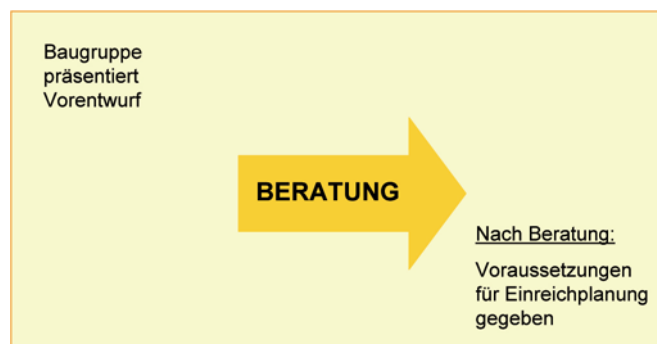 Baugruppe
präsentiert
Vorentwurf
BERATUNG
Nach Beratung:
Voraussetzungen
für Einreichplanung
gegeben